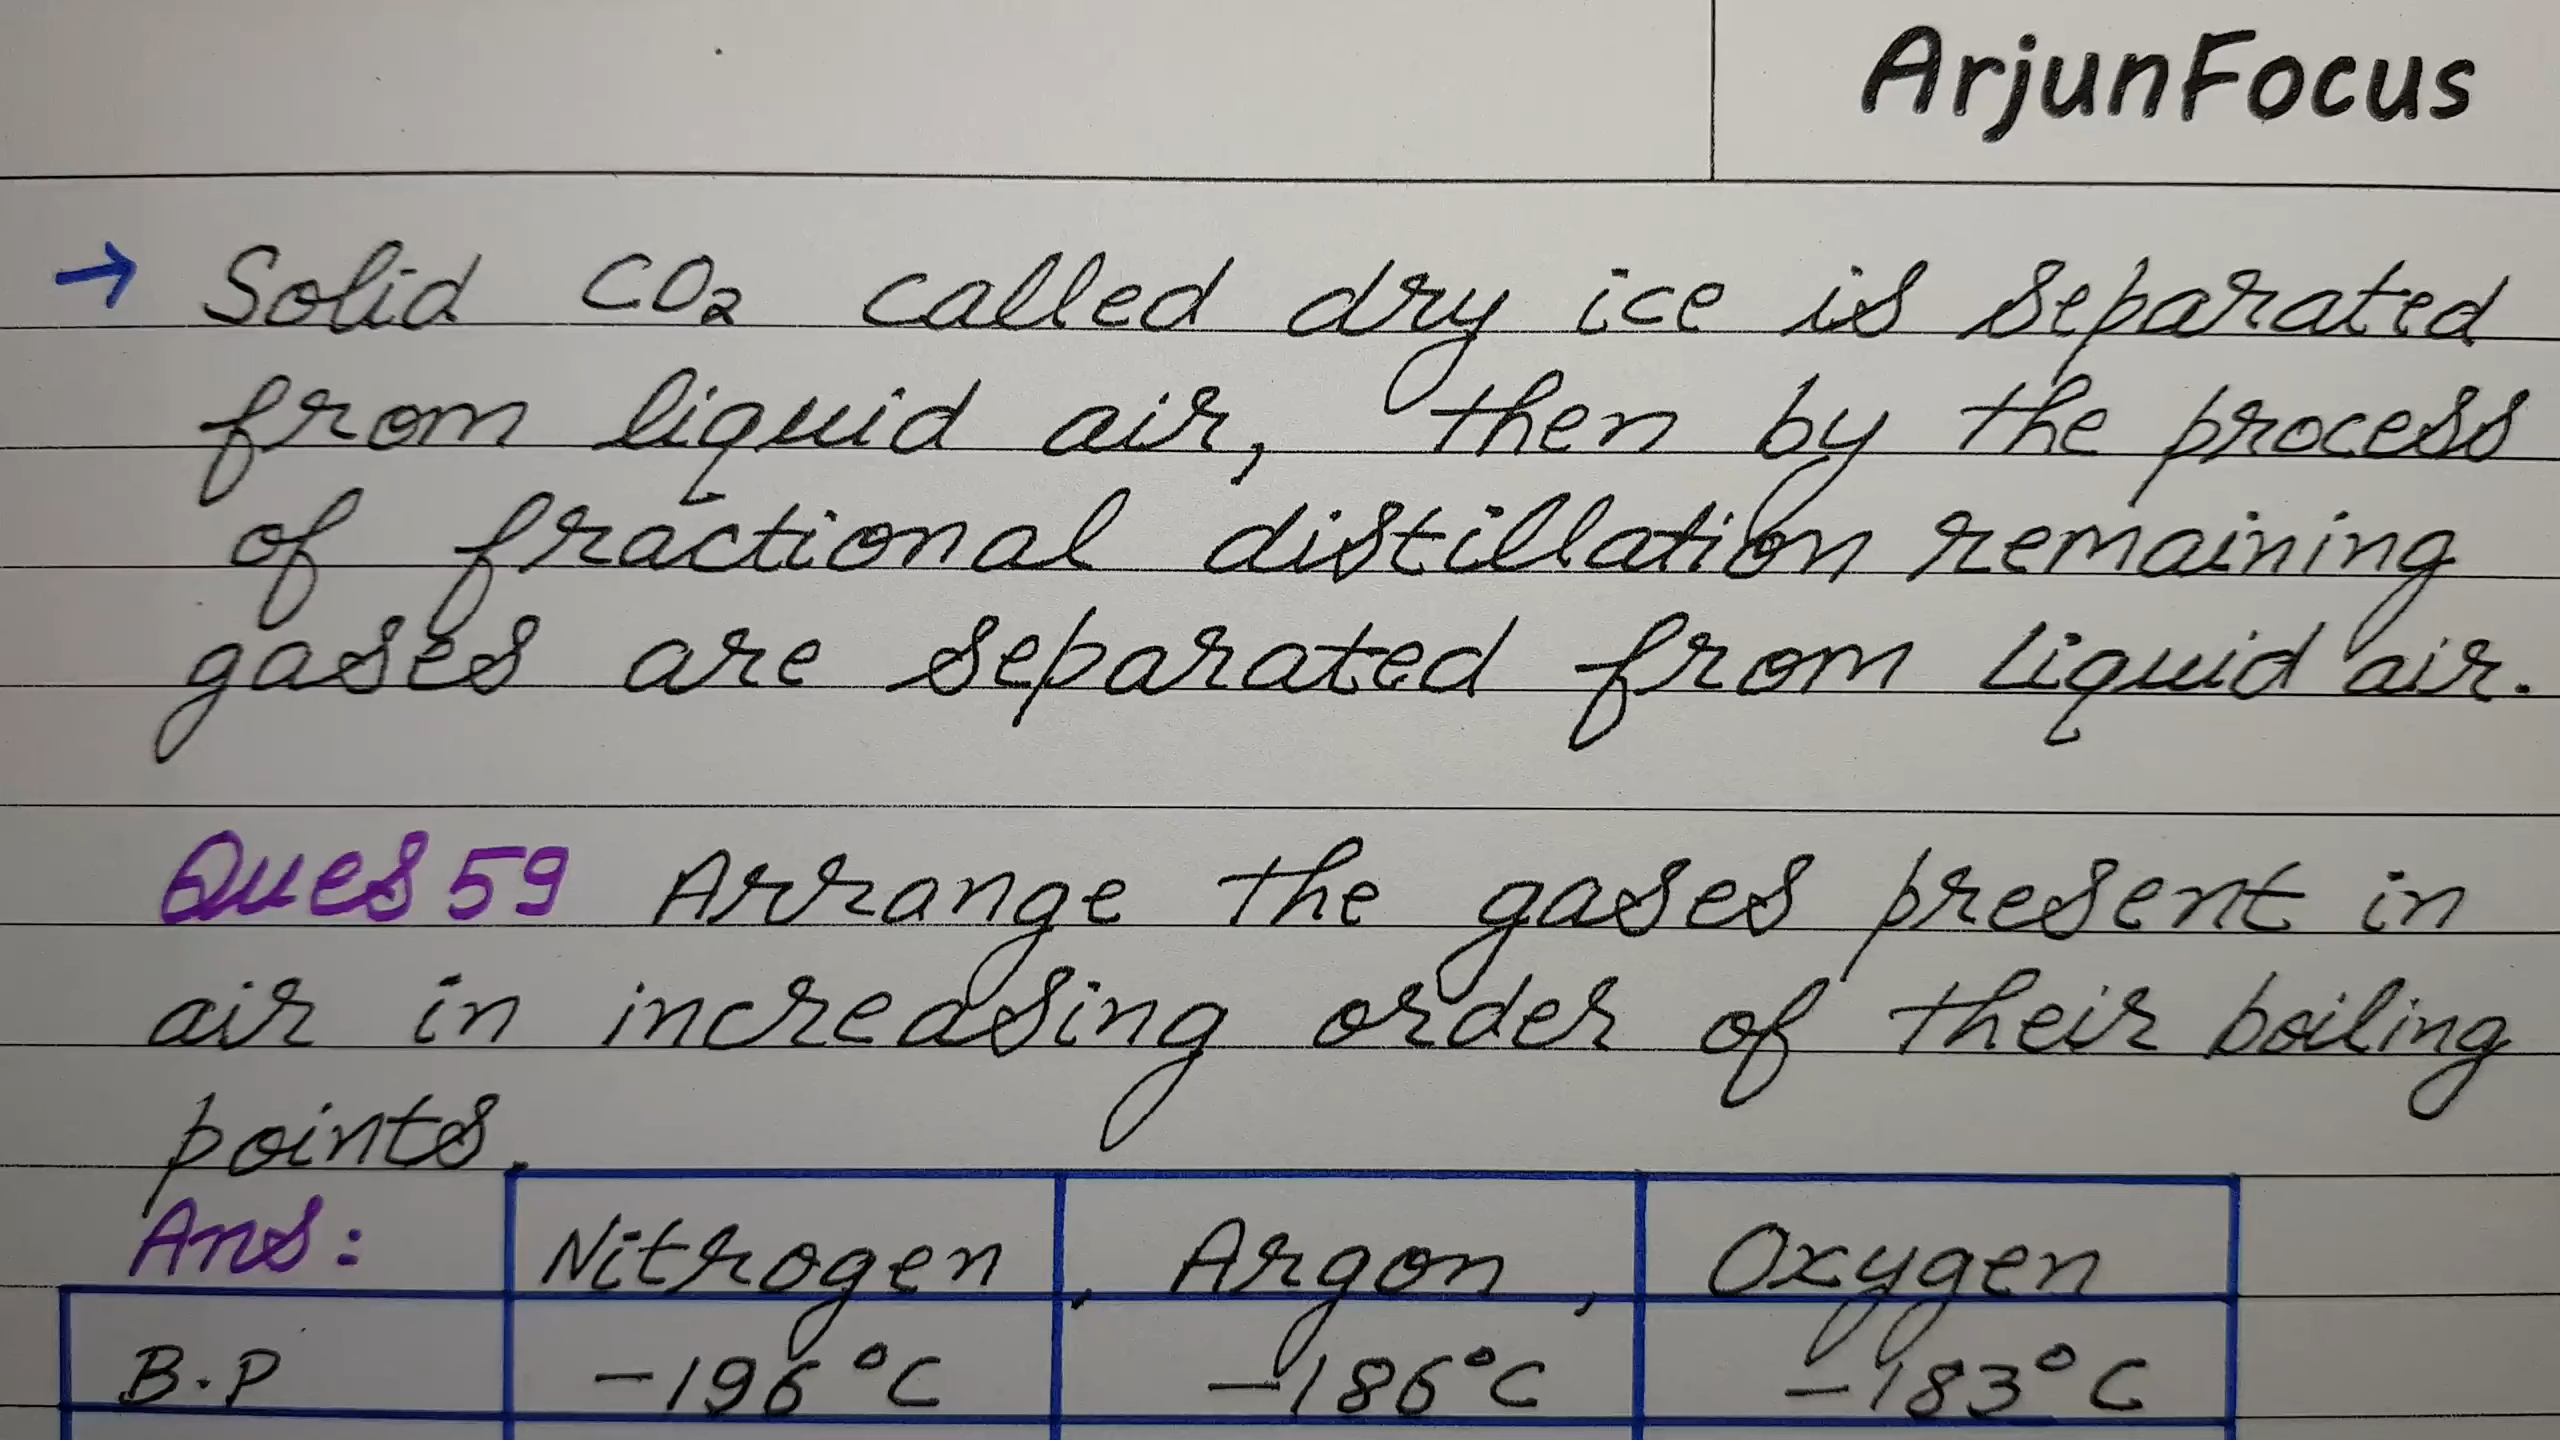 ArjunFocus
→ Solid CO₂ called dry ice is separated
from liquid air, then by the process
of fractional distillation remaining
gases are separated from liquid air.
Ques 59 Arrange the gases present in
air in increasing order of their boiling
points.
Ans: Nitrogen, Argon, Oxygen
B.P -196°C -186°C -183°C